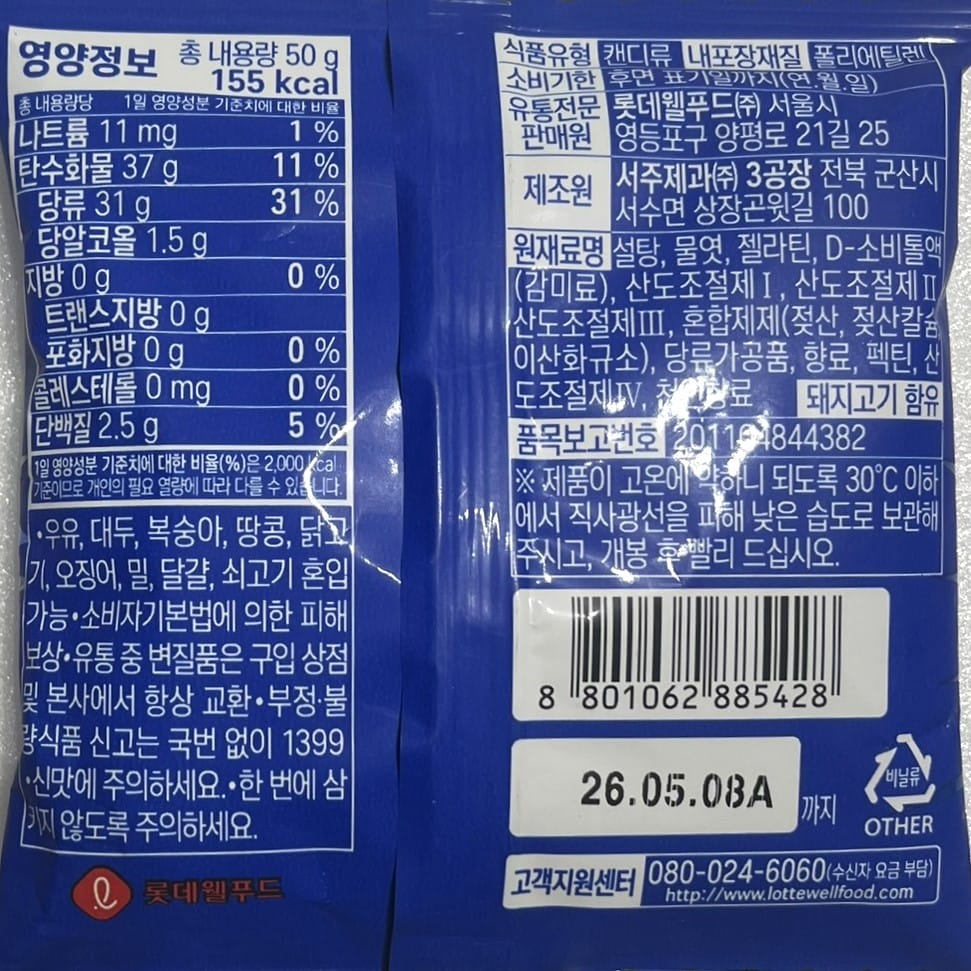 영양정보 총 내용량 50 g
155 kcal
총 내용량당 1일 영양성분 기준치에 대한 비율
나트륨 11 mg 1 %
탄수화물 37 g 11 %
당류 31 g 31 %
당알코올 1.5 g
지방 0 g 0 %
트랜스지방 0 g
포화지방 0 g 0 %
콜레스테롤 0 mg 0 %
단백질 2.5 g 5 %
1일 영양성분 기준치에 대한 비율(%)은 2,000 kcal
기준이므로 개인의 필요 열량에 따라 다를 수 있습니다.
•우유, 대두, 복숭아, 땅콩, 닭고
기, 오징어, 밀, 달걀, 쇠고기 혼입
가능•소비자기본법에 의한 피해
보상•유통 중 변질품은 구입 상점
및 본사에서 항상 교환•부정·불
량식품 신고는 국번 없이 1399
•신맛에 주의하세요.•한 번에 삼
키지 않도록 주의하세요.
롯데웰푸드
식품유형 캔디류 내포장재질 폴리에틸렌
소비기한 후면 표기일까지(연.월.일)
유통전문 롯데웰푸드(주) 서울시
판매원 영등포구 양평로 21길 25
제조원 서주제과(주) 3공장 전북 군산시
서수면 상장곤윗길 100
원재료명 설탕, 물엿, 젤라틴, D-소비톨액
(감미료), 산도조절제Ⅰ, 산도조절제Ⅱ
산도조절제Ⅲ, 혼합제제(젖산, 젖산칼슘,
이산화규소), 당류가공품, 향료, 펙틴, 산
도조절제Ⅳ, 천연향료 돼지고기 함유
품목보고번호
※ 제품이 고온에 약하니 되도록 30℃ 이하
에서 직사광선을 피해 낮은 습도로 보관해
주시고, 개봉 후 빨리 드십시오.
8 801062 885428
26.05.08A 까지
비닐류
OTHER
고객지원센터 080-024-6060(수신자 요금 부담)
http://www.lottewellfood.com